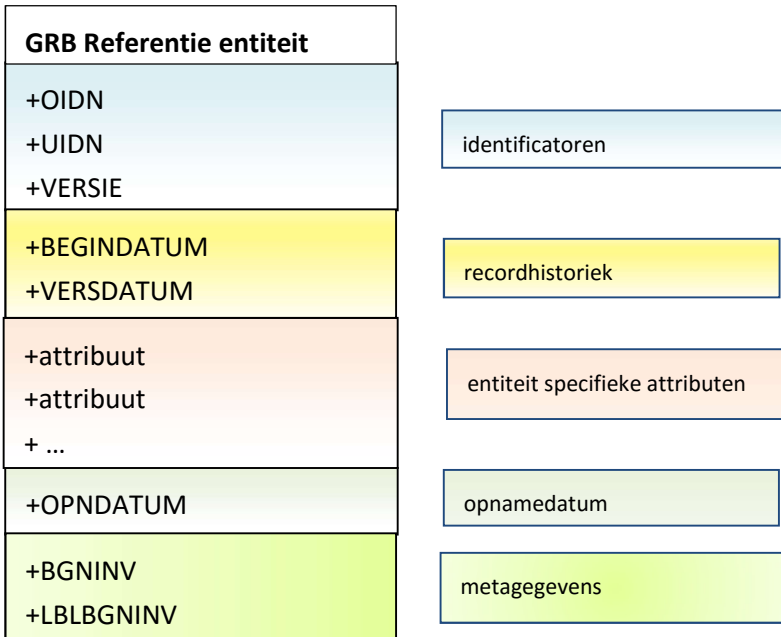 GRB Referentie entiteit
+OIDN
+UIDN
+VERSIE
identificatoren
+BEGINDATUM
+VERSDATUM
recordhistoriek
+attribuut
+attribuut
+ ...
entiteit specifieke attributen
+OPNDATUM
opnamedatum
+BGNINV
+LBLBGNINV
metagegevens